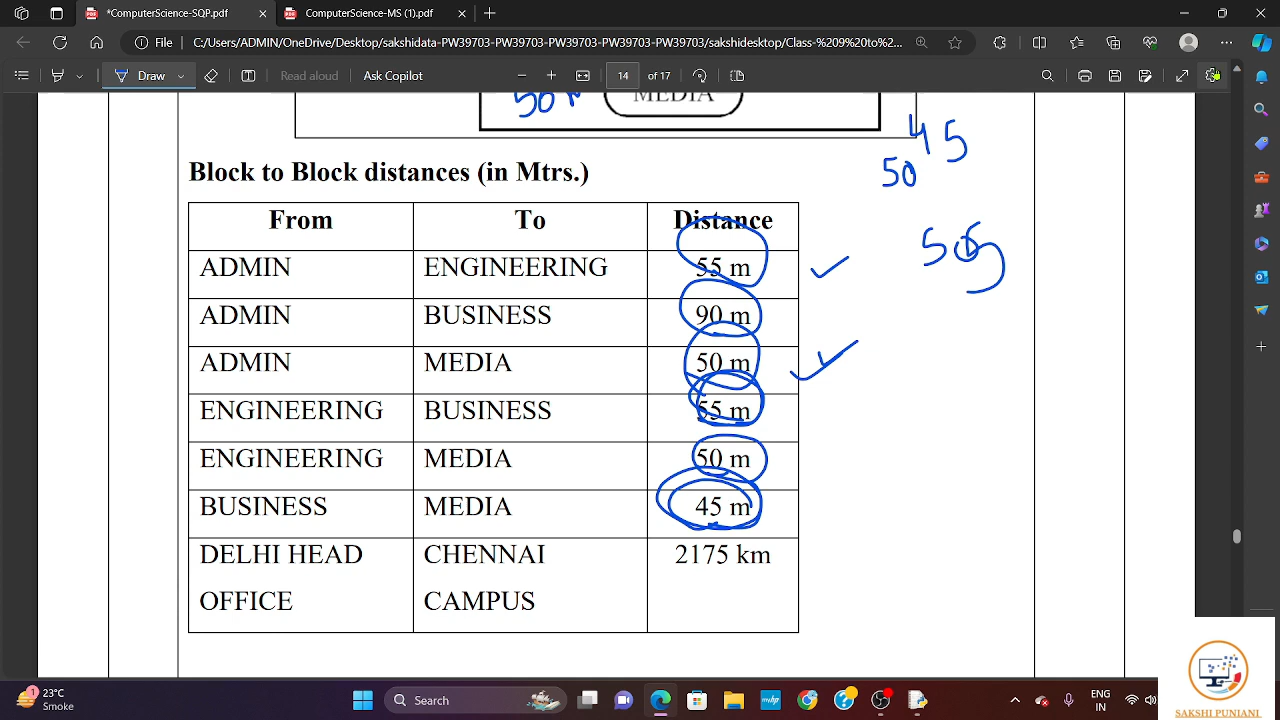 *ComputerScience-SQP.pdf
ComputerScience-MS (1).pdf
File
C:/Users/ADMIN/OneDrive/Desktop/sakshidata-PW39703-PW39703-PW39703-PW39703/sakshidesktop/Class-%209%20to%2...
Draw
Read aloud
Ask Copilot
14
of 17
50 m
MEDIA
45
50
Block to Block distances (in Mtrs.)
From To Distance
ADMIN ENGINEERING 55 m
ADMIN BUSINESS 90 m
ADMIN MEDIA 50 m
ENGINEERING BUSINESS 55 m
ENGINEERING MEDIA 50 m
BUSINESS MEDIA 45 m
DELHI HEAD CHENNAI 2175 km
OFFICE CAMPUS
23°C
Smoke
1
Search
ENG
IN
SAKSHI PUNIANI